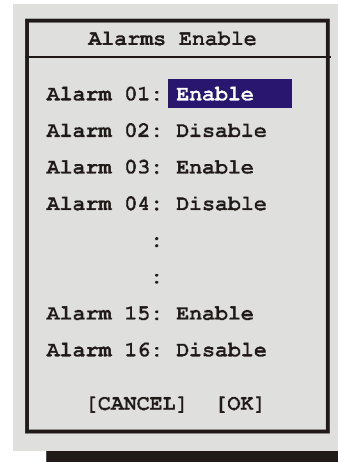 Alarms Enable
Alarm 01: Enable
Alarm 02: Disable
Alarm 03: Enable
Alarm 04: Disable
:
:
Alarm 15: Enable
Alarm 16: Disable
[CANCEL] [OK]